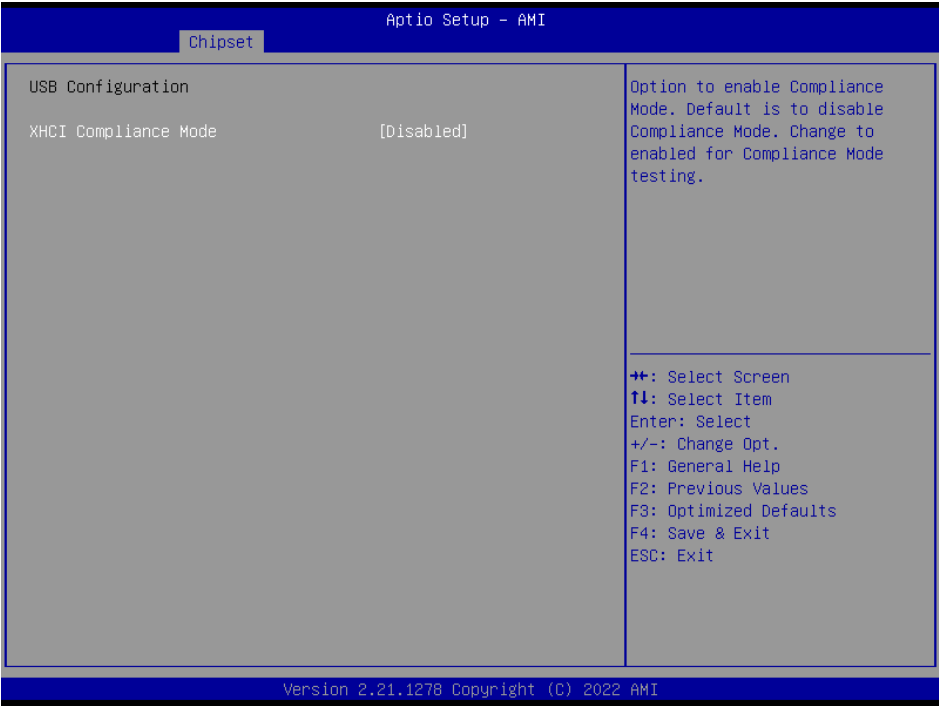 Aptio Setup – AMI
Chipset
USB Configuration
XHCI Compliance Mode [Disabled]
Option to enable Compliance
Mode. Default is to disable
Compliance Mode. Change to
enabled for Compliance Mode
testing.
→←: Select Screen
↑↓: Select Item
Enter: Select
+/-: Change Opt.
F1: General Help
F2: Previous Values
F3: Optimized Defaults
F4: Save & Exit
ESC: Exit
Version 2.21.1278 Copyright (C) 2022 AMI